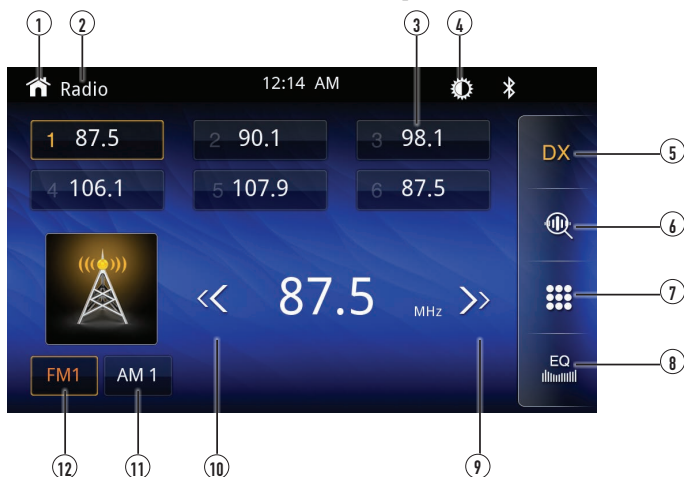 1 2 3 4
Radio 12:14 AM
1 87.5 2 90.1 3 98.1
DX 5
4 106.1 5 107.9 6 87.5
6
87.5 MHz
7
EQ 8
FM1 AM 1
12 11 10 9